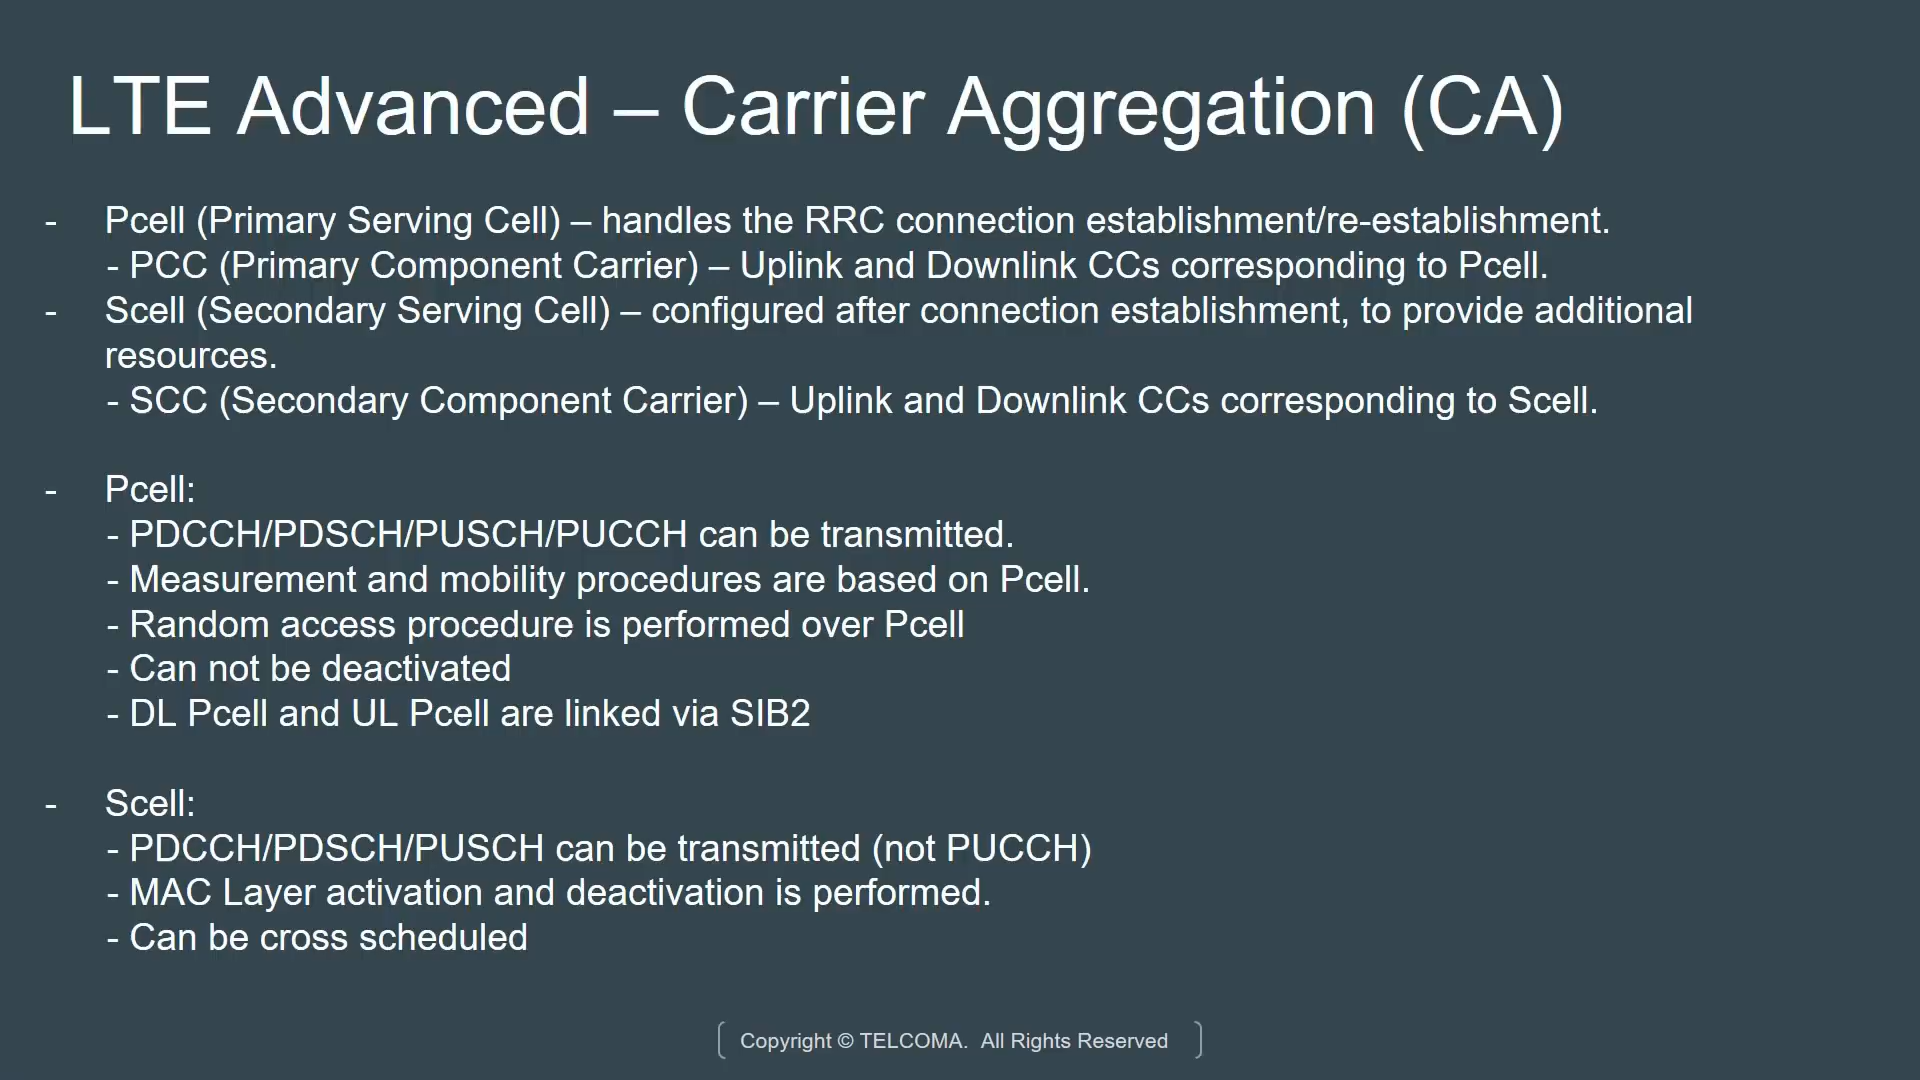 LTE Advanced – Carrier Aggregation (CA)
- Pcell (Primary Serving Cell) – handles the RRC connection establishment/re-establishment.
- PCC (Primary Component Carrier) – Uplink and Downlink CCs corresponding to Pcell.
- Scell (Secondary Serving Cell) – configured after connection establishment, to provide additional
resources.
- SCC (Secondary Component Carrier) – Uplink and Downlink CCs corresponding to Scell.
- Pcell:
- PDCCH/PDSCH/PUSCH/PUCCH can be transmitted.
- Measurement and mobility procedures are based on Pcell.
- Random access procedure is performed over Pcell
- Can not be deactivated
- DL Pcell and UL Pcell are linked via SIB2
- Scell:
- PDCCH/PDSCH/PUSCH can be transmitted (not PUCCH)
- MAC Layer activation and deactivation is performed.
- Can be cross scheduled
Copyright © TELCOMA. All Rights Reserved